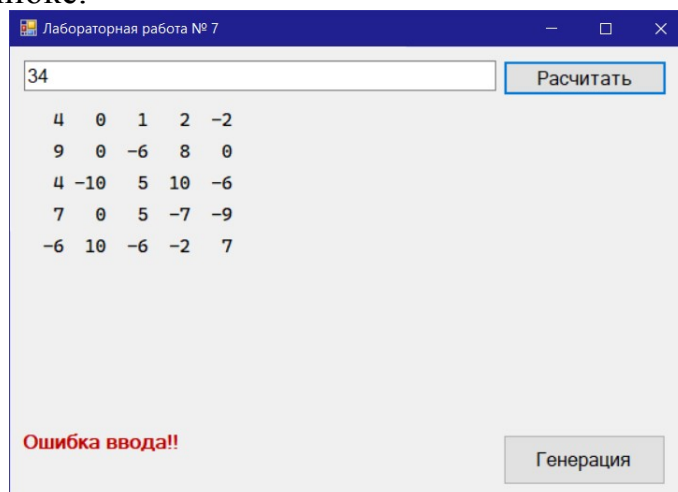 Лабораторная работа № 7
34 Расчитать
4 0 1 2 -2
9 0 -6 8 0
4 -10 5 10 -6
7 0 5 -7 -9
-6 10 -6 -2 7
Ошибка ввода!!
Генерация